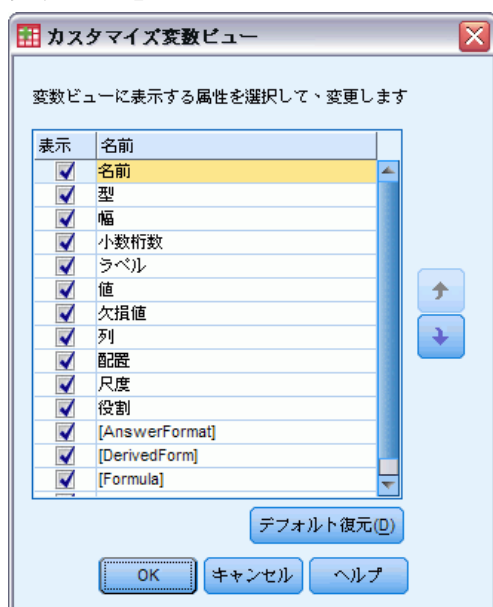 カスタマイズ変数ビュー
変数ビューに表示する属性を選択して、変更します
表示 名前
名前
型
幅
小数桁数
ラベル
値
欠損値
列
配置
尺度
役割
[AnswerFormat]
[DerivedForm]
[Formula]
デフォルト復元(D)
OK キャンセル ヘルプ